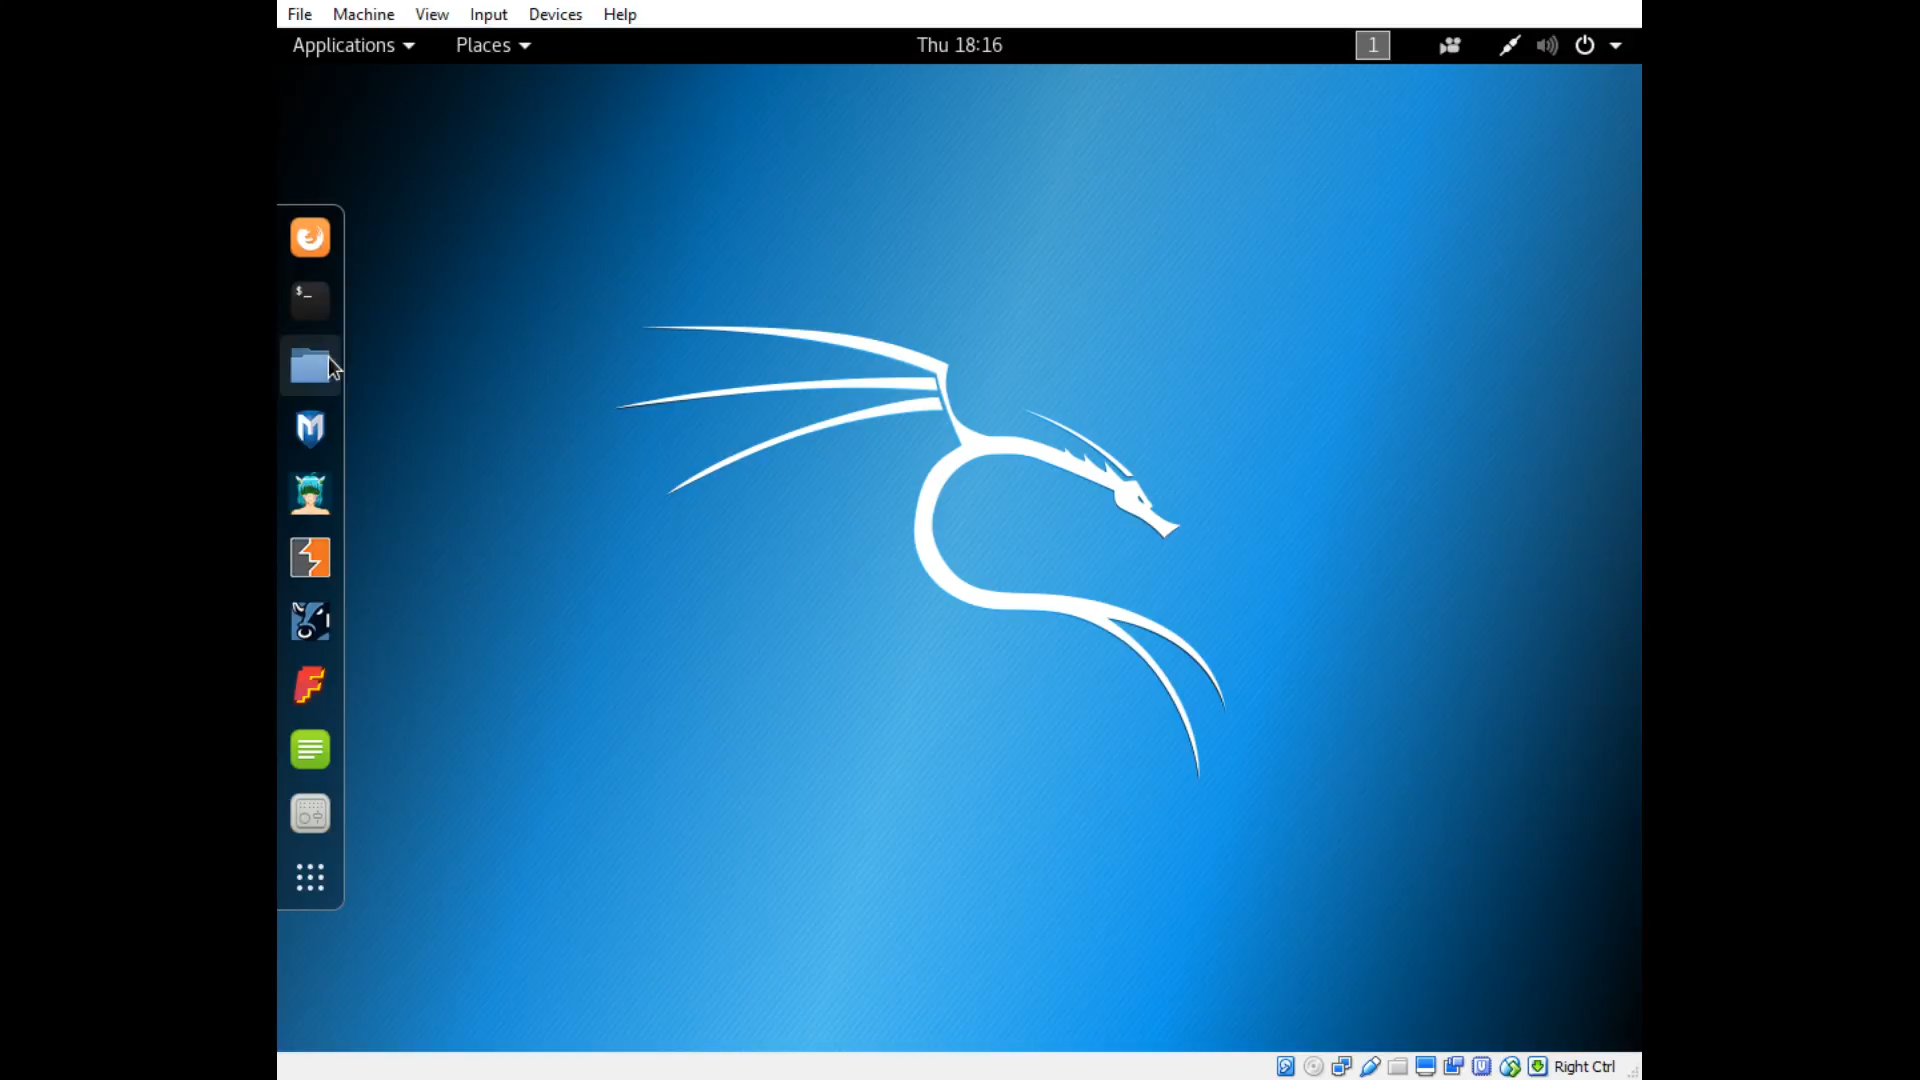 File Machine View Input Devices Help
Applications Places Thu 18:16 1
$_
M
F
Right Ctrl